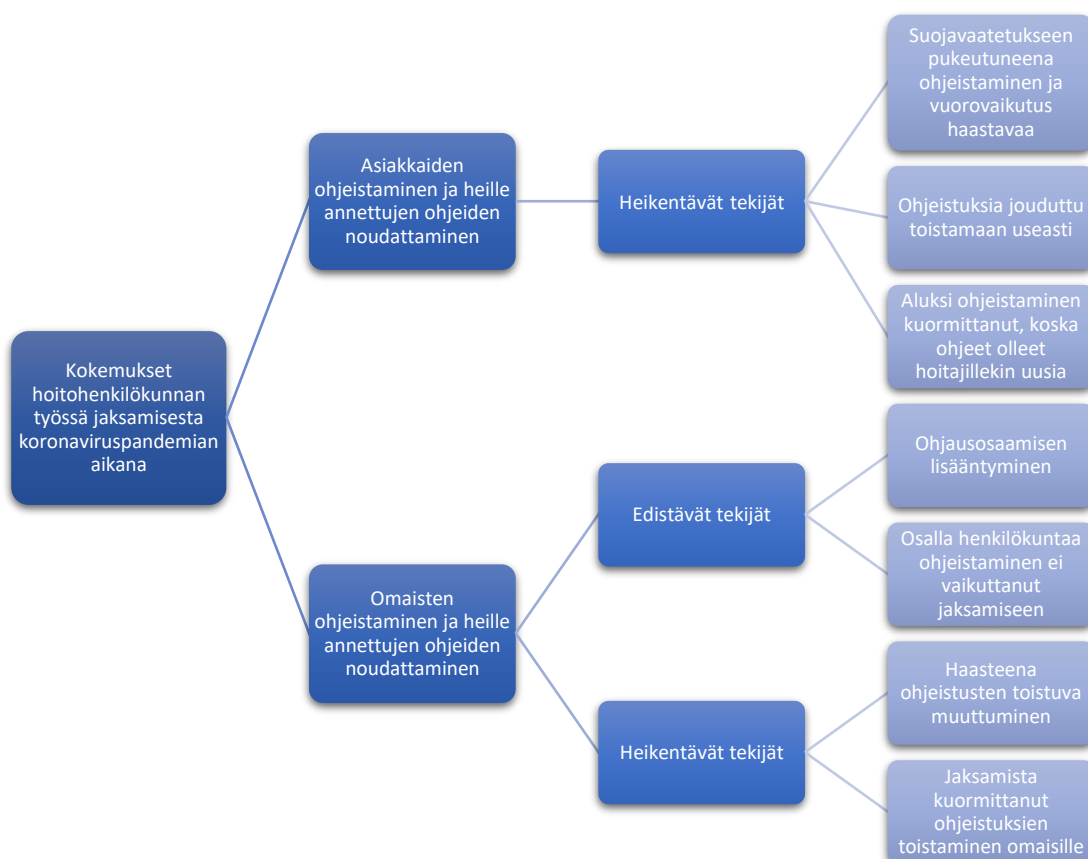 Kokemukset
hoitohenkilökunnan
työssä jaksamisesta
koronaviruspandemian
aikana
Asiakkaiden
ohjeistaminen ja heille
annettujen ohjeiden
noudattaminen
Heikentävät tekijät
Suojavaatetukseen
pukeutuneena
ohjeistaminen ja
vuorovaikutus
haastavaa
Ohjeistuksia jouduttu
toistamaan useasti
Aluksi ohjeistaminen
kuormittanut, koska
ohjeet olleet
hoitajillekin uusia
Omaisten
ohjeistaminen ja heille
annettujen ohjeiden
noudattaminen
Edistävät tekijät
Ohjausosaamisen
lisääntyminen
Osalla henkilökuntaa
ohjeistaminen ei
vaikuttanut
jaksamiseen
Heikentävät tekijät
Haasteena
ohjeistusten toistuva
muuttuminen
Jaksamista
kuormittanut
ohjeistuksien
toistaminen omaisille